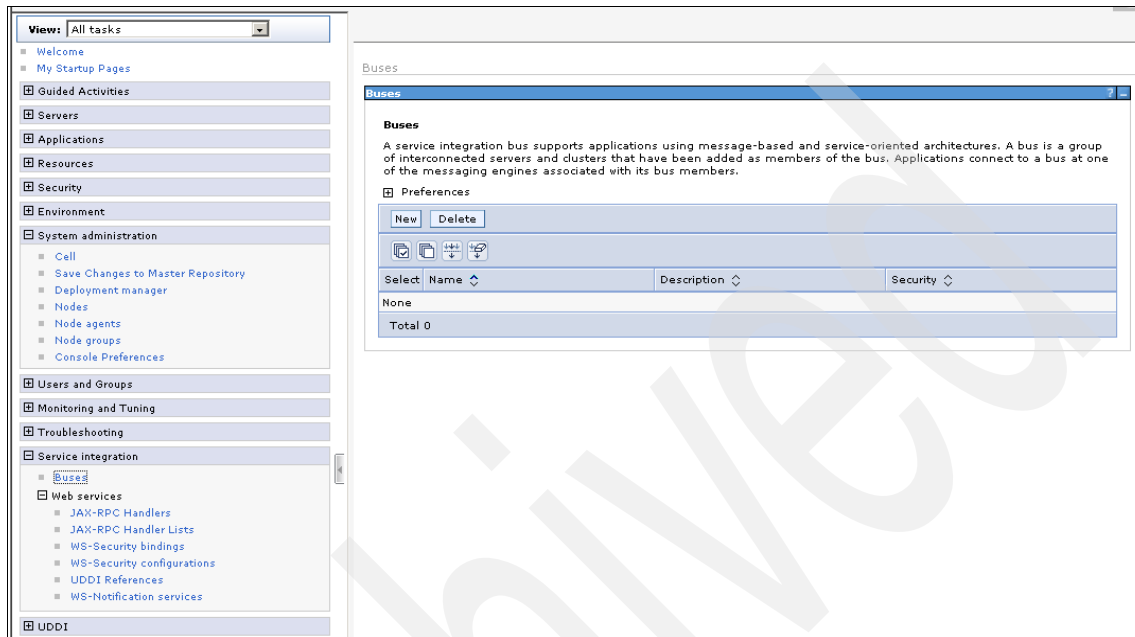 View: All tasks
Welcome
My Startup Pages
Guided Activities
Servers
Applications
Resources
Security
Environment
System administration
Cell
Save Changes to Master Repository
Deployment manager
Nodes
Node agents
Node groups
Console Preferences
Users and Groups
Monitoring and Tuning
Troubleshooting
Service integration
Buses
Web services
JAX-RPC Handlers
JAX-RPC Handler Lists
WS-Security bindings
WS-Security configurations
UDDI References
WS-Notification services
UDDI
Buses
Buses ? _
Buses
A service integration bus supports applications using message-based and service-oriented architectures. A bus is a group
of interconnected servers and clusters that have been added as members of the bus. Applications connect to a bus at one
of the messaging engines associated with its bus members.
Preferences
New Delete
Select Name Description Security
None
Total 0
hived